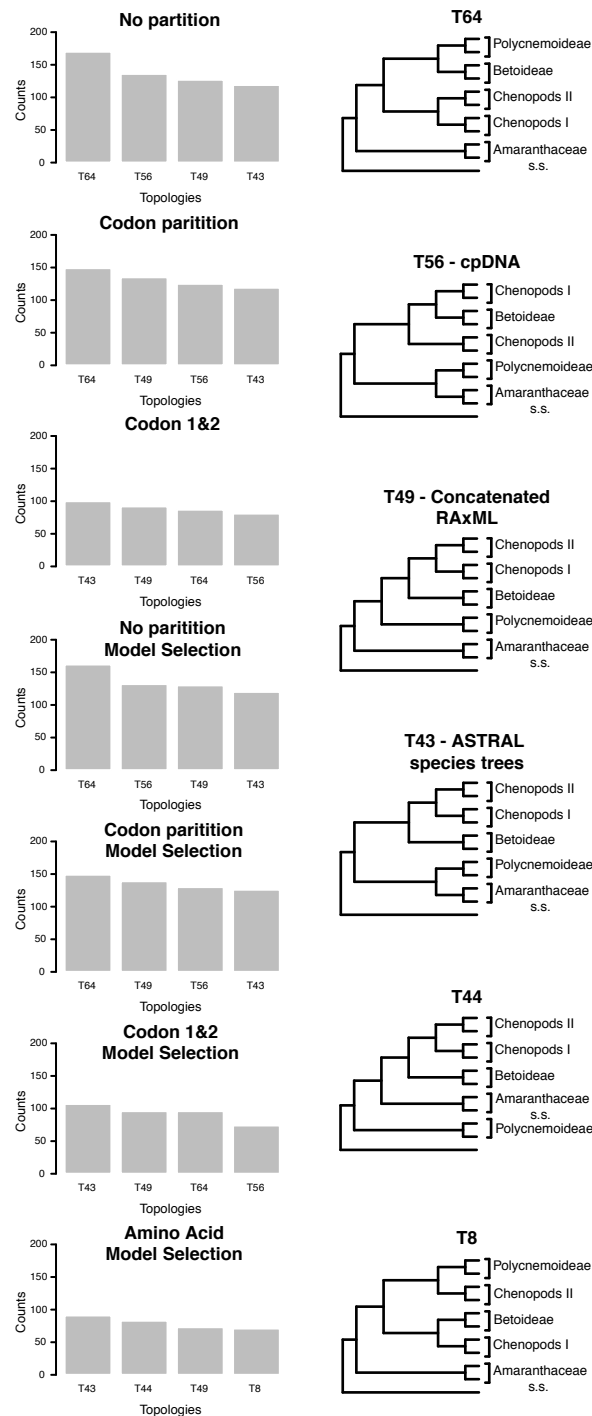 No partition
200
150
100
50
0
Counts
T64 T56 T49 T43
Topologies
Codon paritition
200
150
100
50
0
Counts
T64 T49 T56 T43
Topologies
Codon 1&2
200
150
100
50
0
Counts
T43 T49 T64 T56
Topologies
No paritition
Model Selection
200
150
100
50
0
Counts
T64 T56 T49 T43
Topologies
Codon paritition
Model Selection
200
150
100
50
0
Counts
T64 T49 T56 T43
Topologies
Codon 1&2
Model Selection
200
150
100
50
0
Counts
T43 T49 T64 T56
Topologies
Amino Acid
Model Selection
200
150
100
50
0
Counts
T43 T44 T49 T8
Topologies
T64
Polycnemoideae
Betoideae
Chenopods II
Chenopods I
Amaranthaceae
s.s.
T56 - cpDNA
Chenopods I
Betoideae
Chenopods II
Polycnemoideae
Amaranthaceae
s.s.
T49 - Concatenated
RAxML
Chenopods II
Chenopods I
Betoideae
Polycnemoideae
Amaranthaceae
s.s.
T43 - ASTRAL
species trees
Chenopods II
Chenopods I
Betoideae
Polycnemoideae
Amaranthaceae
s.s.
T44
Chenopods II
Chenopods I
Betoideae
Amaranthaceae
s.s.
Polycnemoideae
T8
Polycnemoideae
Chenopods II
Betoideae
Chenopods I
Amaranthaceae
s.s.